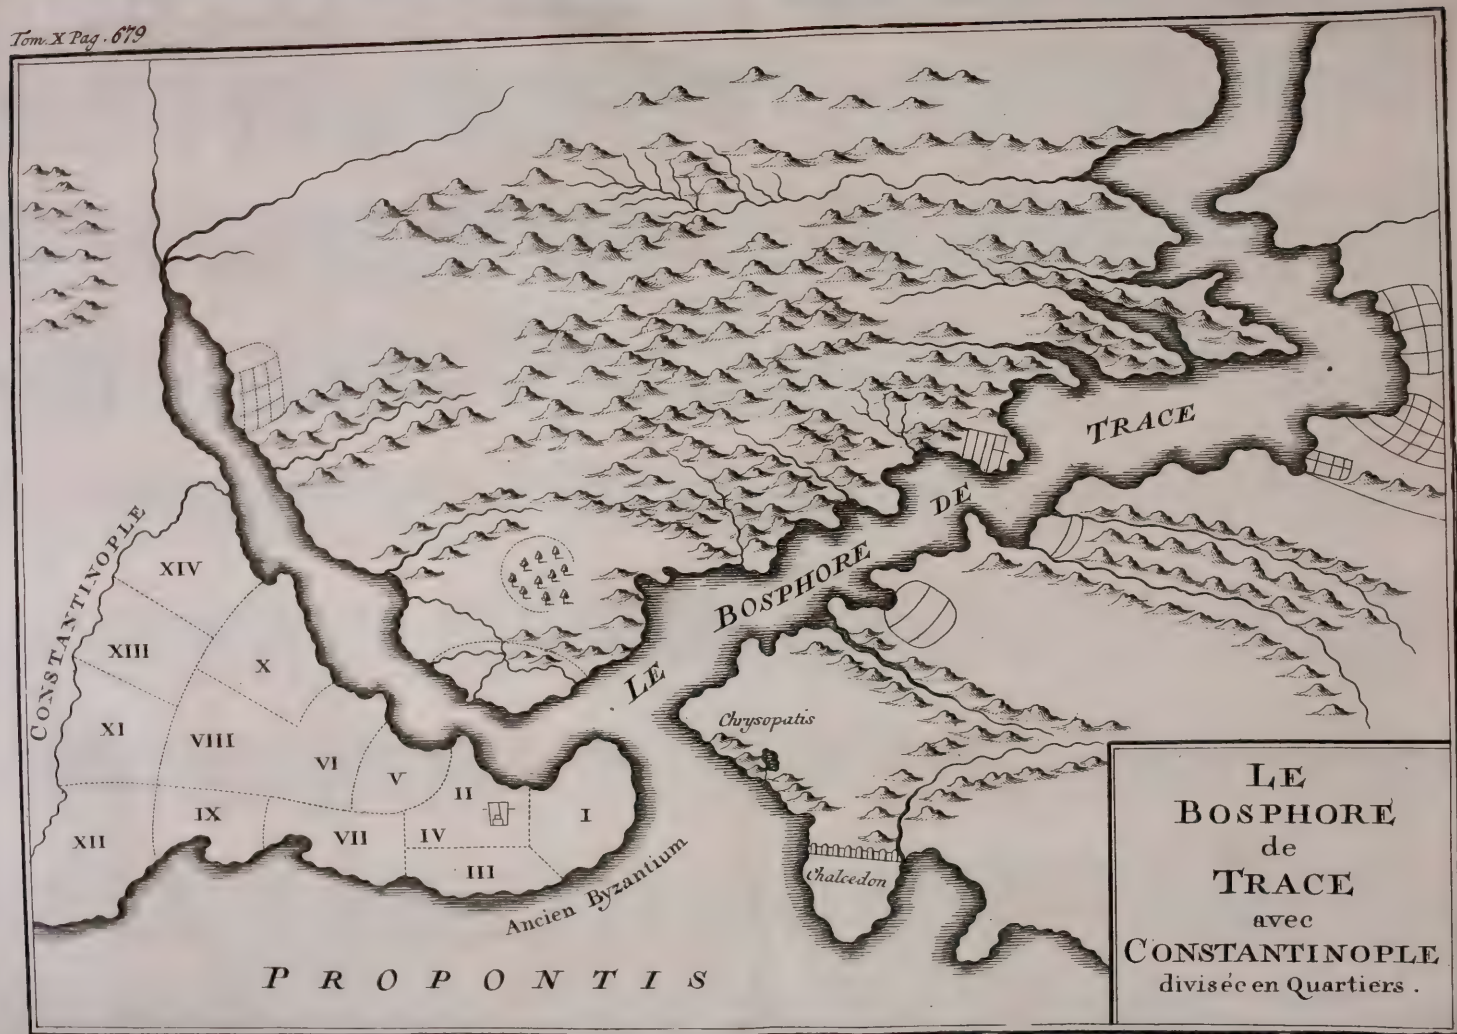 Tom. X Pag. 679
CONSTANTINOPLE
XIV
XIII
X
XI
VIII
VI
V
II
IX
VII
IV
I
XII
III
Ancien Byzantium
LE BOSPHORE DE TRACE
Chrysopatis
Chalcedon
PROPONTIS
LE
BOSPHORE
de
TRACE
avec
CONSTANTINOPLE
divisée en Quartiers.